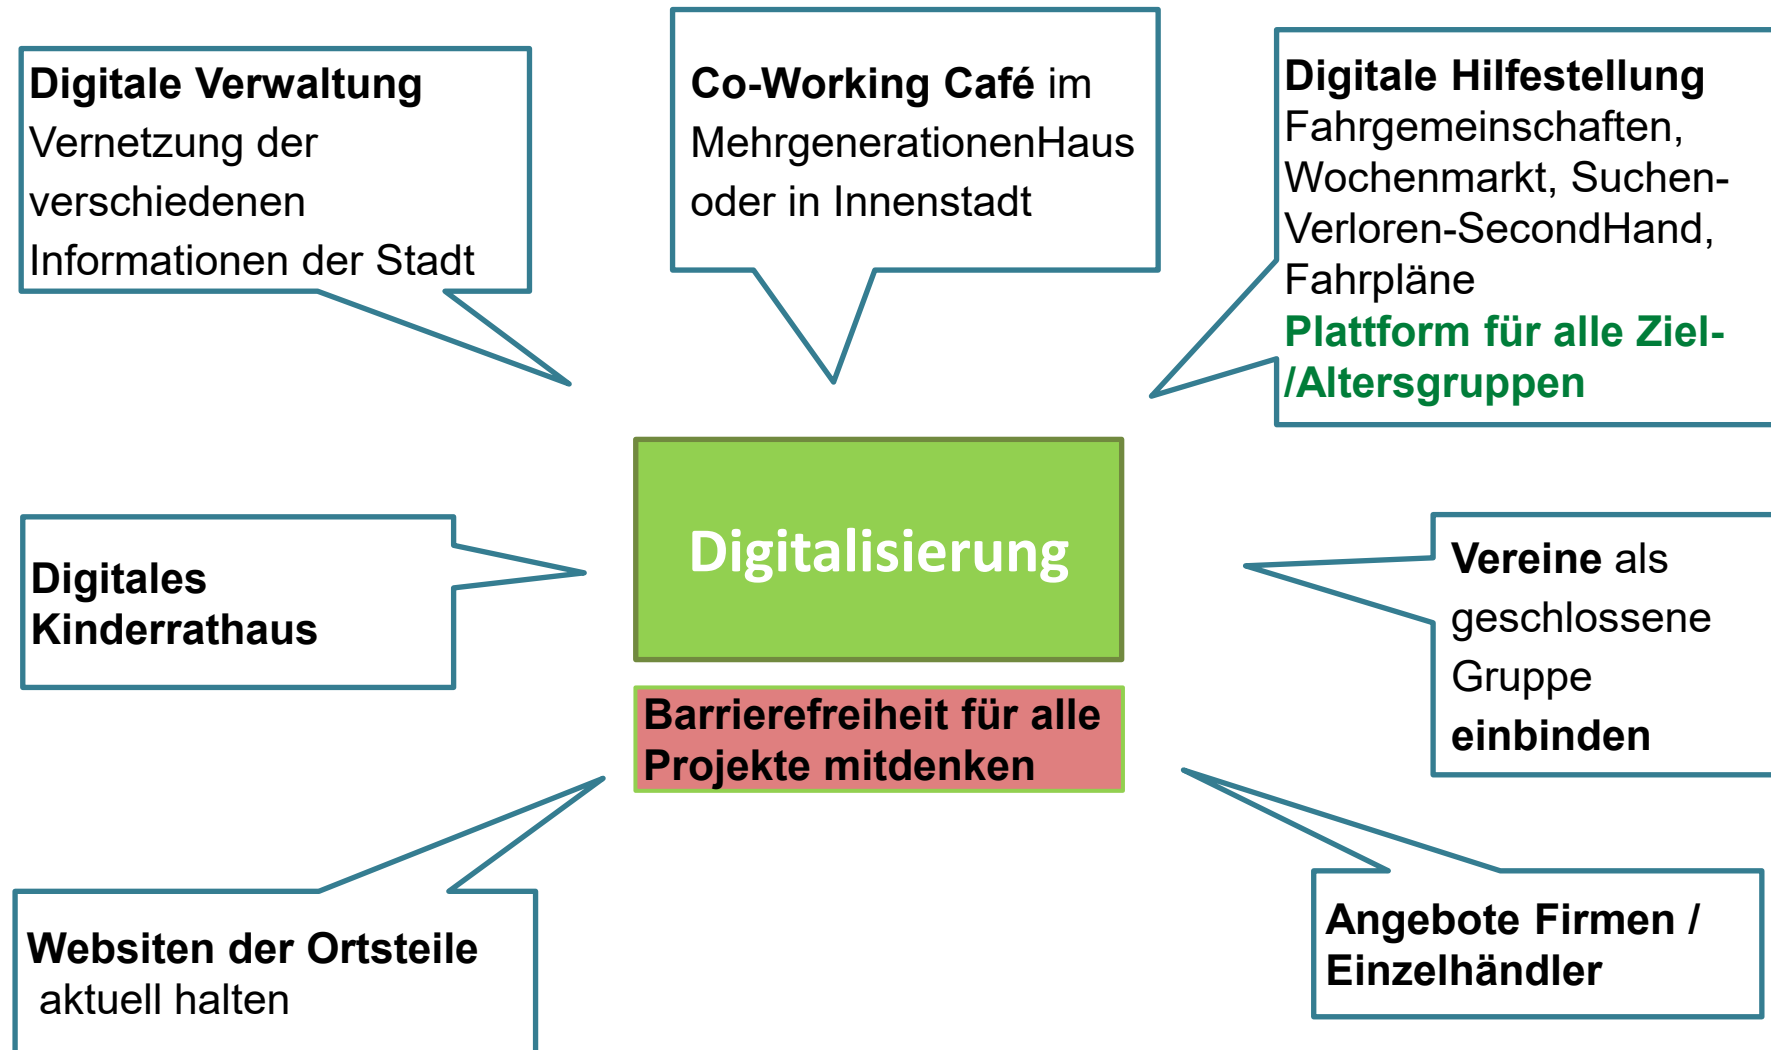 Digitale Verwaltung
Vernetzung der
verschiedenen
Informationen der Stadt
Co-Working Café im
MehrgenerationenHaus
oder in Innenstadt
Digitale Hilfestellung
Fahrgemeinschaften,
Wochenmarkt, Suchen-
Verloren-SecondHand,
Fahrpläne
Plattform für alle Ziel-
/Altersgruppen
Digitales
Kinderrathaus
Digitalisierung
Barrierefreiheit für alle
Projekte mitdenken
Vereine als
geschlossene
Gruppe
einbinden
Websiten der Ortsteile
aktuell halten
Angebote Firmen /
Einzelhändler